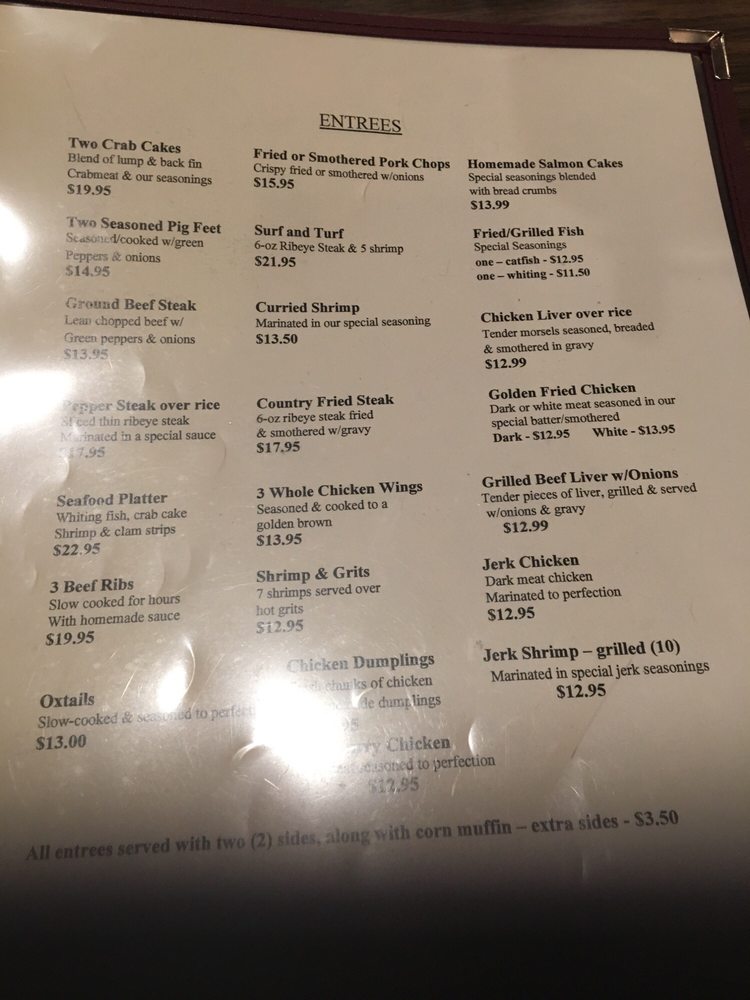 ENTREES
Two Crab Cakes
Blend of lump & back fin
Crabmeat & our seasonings
$19.95
Two Seasoned Pig Feet
Seasoned/cooked w/green
Peppers & onions
$14.95
Ground Beef Steak
Lean chopped beef w/
Green peppers & onions
$13.95
Pepper Steak over rice
Sliced thin ribeye steak
Marinated in a special sauce
$17.95
Seafood Platter
Whiting fish, crab cake
Shrimp & clam strips
$22.95
3 Beef Ribs
Slow cooked for hours
With homemade sauce
$19.95
Oxtails
Slow-cooked & seasoned to
$13.00
Fried or Smothered Pork Chops
Crispy fried or smothered w/onions
$15.95
Surf and Turf
6-oz Ribeye Steak & 5 shrimp
$21.95
Curried Shrimp
Marinated in our special seasoning
$13.50
Country Fried Steak
6-oz ribeye steak fried
& smothered w/gravy
$17.95
3 Whole Chicken Wings
Seasoned & cooked to a
golden brown
$13.95
Shrimp & Grits
7 shrimps served over
hot grits
$12.95
Chicken Dumplings
chunks of chicken
dumplings
Chicken
seasoned to perfection
$12.95
Homemade Salmon Cakes
Special seasonings blended
with bread crumbs
$13.99
Fried/Grilled Fish
Special Seasonings
one – catfish - $12.95
one – whiting - $11.50
Chicken Liver over rice
Tender morsels seasoned, breaded
& smothered in gravy
$12.99
Golden Fried Chicken
Dark or white meat seasoned in our
special batter/smothered
Dark - $12.95 White - $13.95
Grilled Beef Liver w/Onions
Tender pieces of liver, grilled & served
w/onions & gravy
$12.99
Jerk Chicken
Dark meat chicken
Marinated to perfection
$12.95
Jerk Shrimp – grilled (10)
Marinated in special jerk seasonings
$12.95
All entrees served with two (2) sides, along with corn muffin – extra sides - $3.50